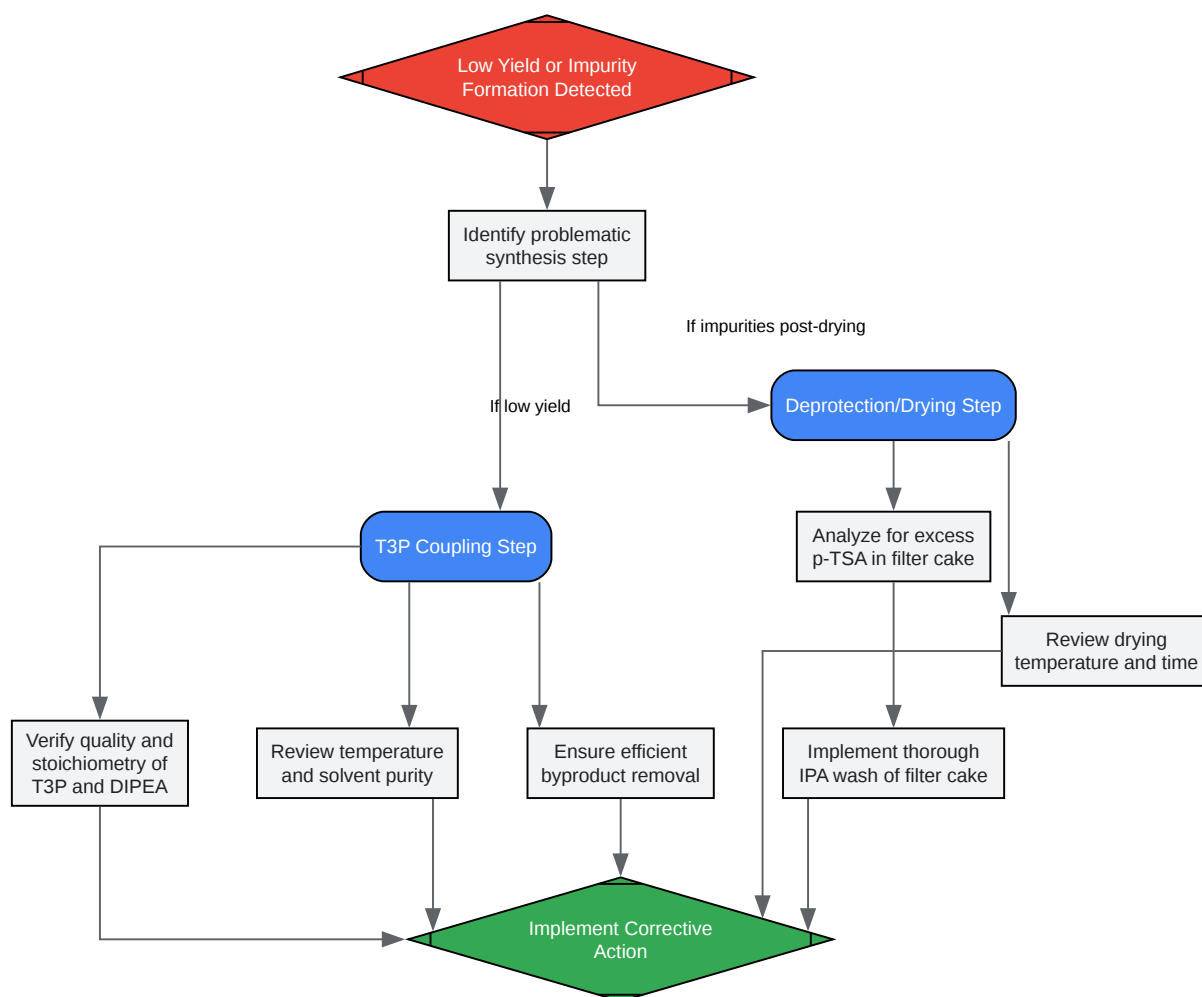 Low Yield or Impurity
Formation Detected
Identify problematic
synthesis step
If impurities post-drying
If low yield
Deprotection/Drying Step
T3P Coupling Step
Analyze for excess
p-TSA in filter cake
Review drying
temperature and time
Verify quality and
stoichiometry of
T3P and DIPEA
Review temperature
and solvent purity
Ensure efficient
byproduct removal
Implement thorough
IPA wash of filter cake
Implement Corrective
Action